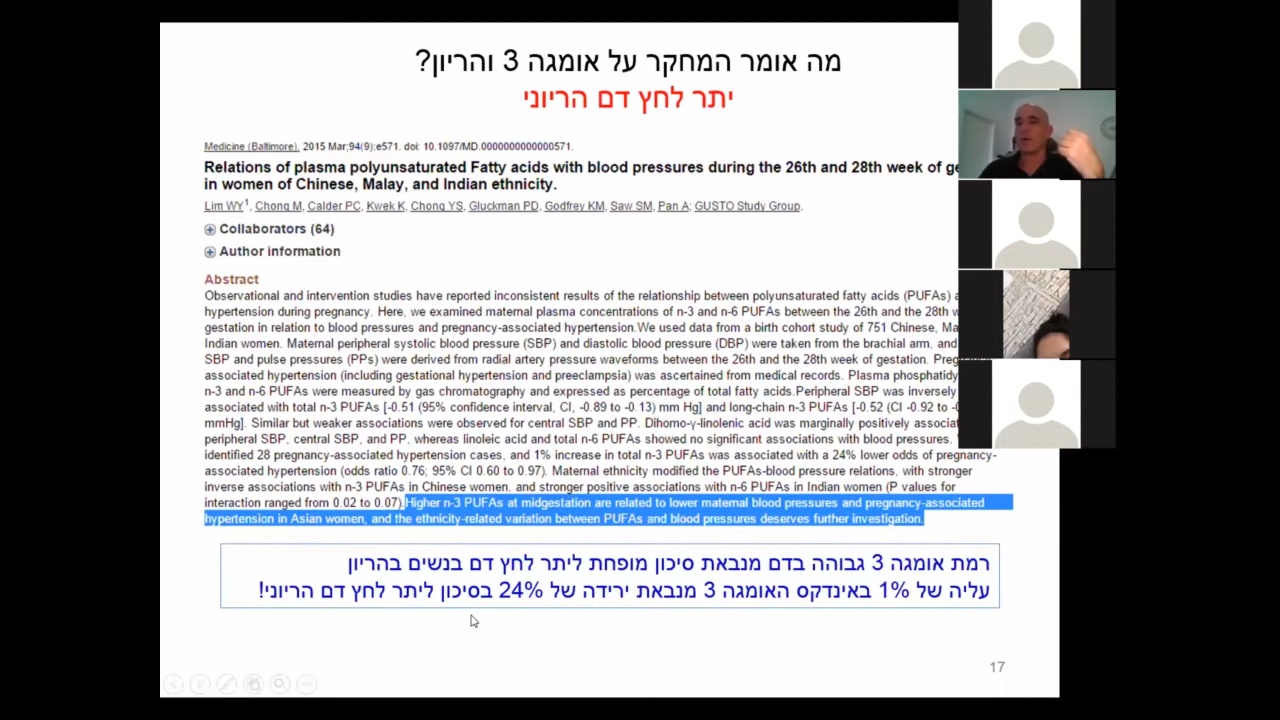 מה אומר המחקר על אומגה 3 והריון?
יתר לחץ דם הריוני
Medicine (Baltimore). 2015 Mar;94(9):e571. doi: 10.1097/MD.0000000000000571.
Relations of plasma polyunsaturated Fatty acids with blood pressures during the 26th and 28th week of ge
in women of Chinese, Malay, and Indian ethnicity.
Lim WY1, Chong M, Calder PC, Kwek K, Chong YS, Gluckman PD, Godfrey KM, Saw SM, Pan A; GUSTO Study Group.
Collaborators (64)
Author information
Abstract
Observational and intervention studies have reported inconsistent results of the relationship between polyunsaturated fatty acids (PUFAs) a
hypertension during pregnancy. Here, we examined maternal plasma concentrations of n-3 and n-6 PUFAs between the 26th and the 28th w
gestation in relation to blood pressures and pregnancy-associated hypertension.We used data from a birth cohort study of 751 Chinese, Ma
Indian women. Maternal peripheral systolic blood pressure (SBP) and diastolic blood pressure (DBP) were taken from the brachial arm, and
SBP and pulse pressures (PPs) were derived from radial artery pressure waveforms between the 26th and the 28th week of gestation. Preg
associated hypertension (including gestational hypertension and preeclampsia) was ascertained from medical records. Plasma phosphatidy
n-3 and n-6 PUFAs were measured by gas chromatography and expressed as percentage of total fatty acids.Peripheral SBP was inversely
associated with total n-3 PUFAs [-0.51 (95% confidence interval, CI, -0.89 to -0.13) mm Hg] and long-chain n-3 PUFAs [-0.52 (CI -0.92 to -0
mmHg]. Similar but weaker associations were observed for central SBP and PP. Dihomo-γ-linolenic acid was marginally positively associat
peripheral SBP, central SBP, and PP, whereas linoleic acid and total n-6 PUFAs showed no significant associations with blood pressures.
identified 28 pregnancy-associated hypertension cases, and 1% increase in total n-3 PUFAs was associated with a 24% lower odds of pregnancy-
associated hypertension (odds ratio 0.76; 95% CI 0.60 to 0.97). Maternal ethnicity modified the PUFAs-blood pressure relations, with stronger
inverse associations with n-3 PUFAs in Chinese women, and stronger positive associations with n-6 PUFAs in Indian women (P values for
interaction ranged from 0.02 to 0.07).Higher n-3 PUFAs at midgestation are related to lower maternal blood pressures and pregnancy-associated
hypertension in Asian women, and the ethnicity-related variation between PUFAs and blood pressures deserves further investigation.
רמת אומגה 3 גבוהה בדם מנבאת סיכון מופחת ליתר לחץ דם בנשים בהריון
עליה של 1% באינדקס האומגה 3 מנבאת ירידה של 24% בסיכון ליתר לחץ דם הריוני!
17